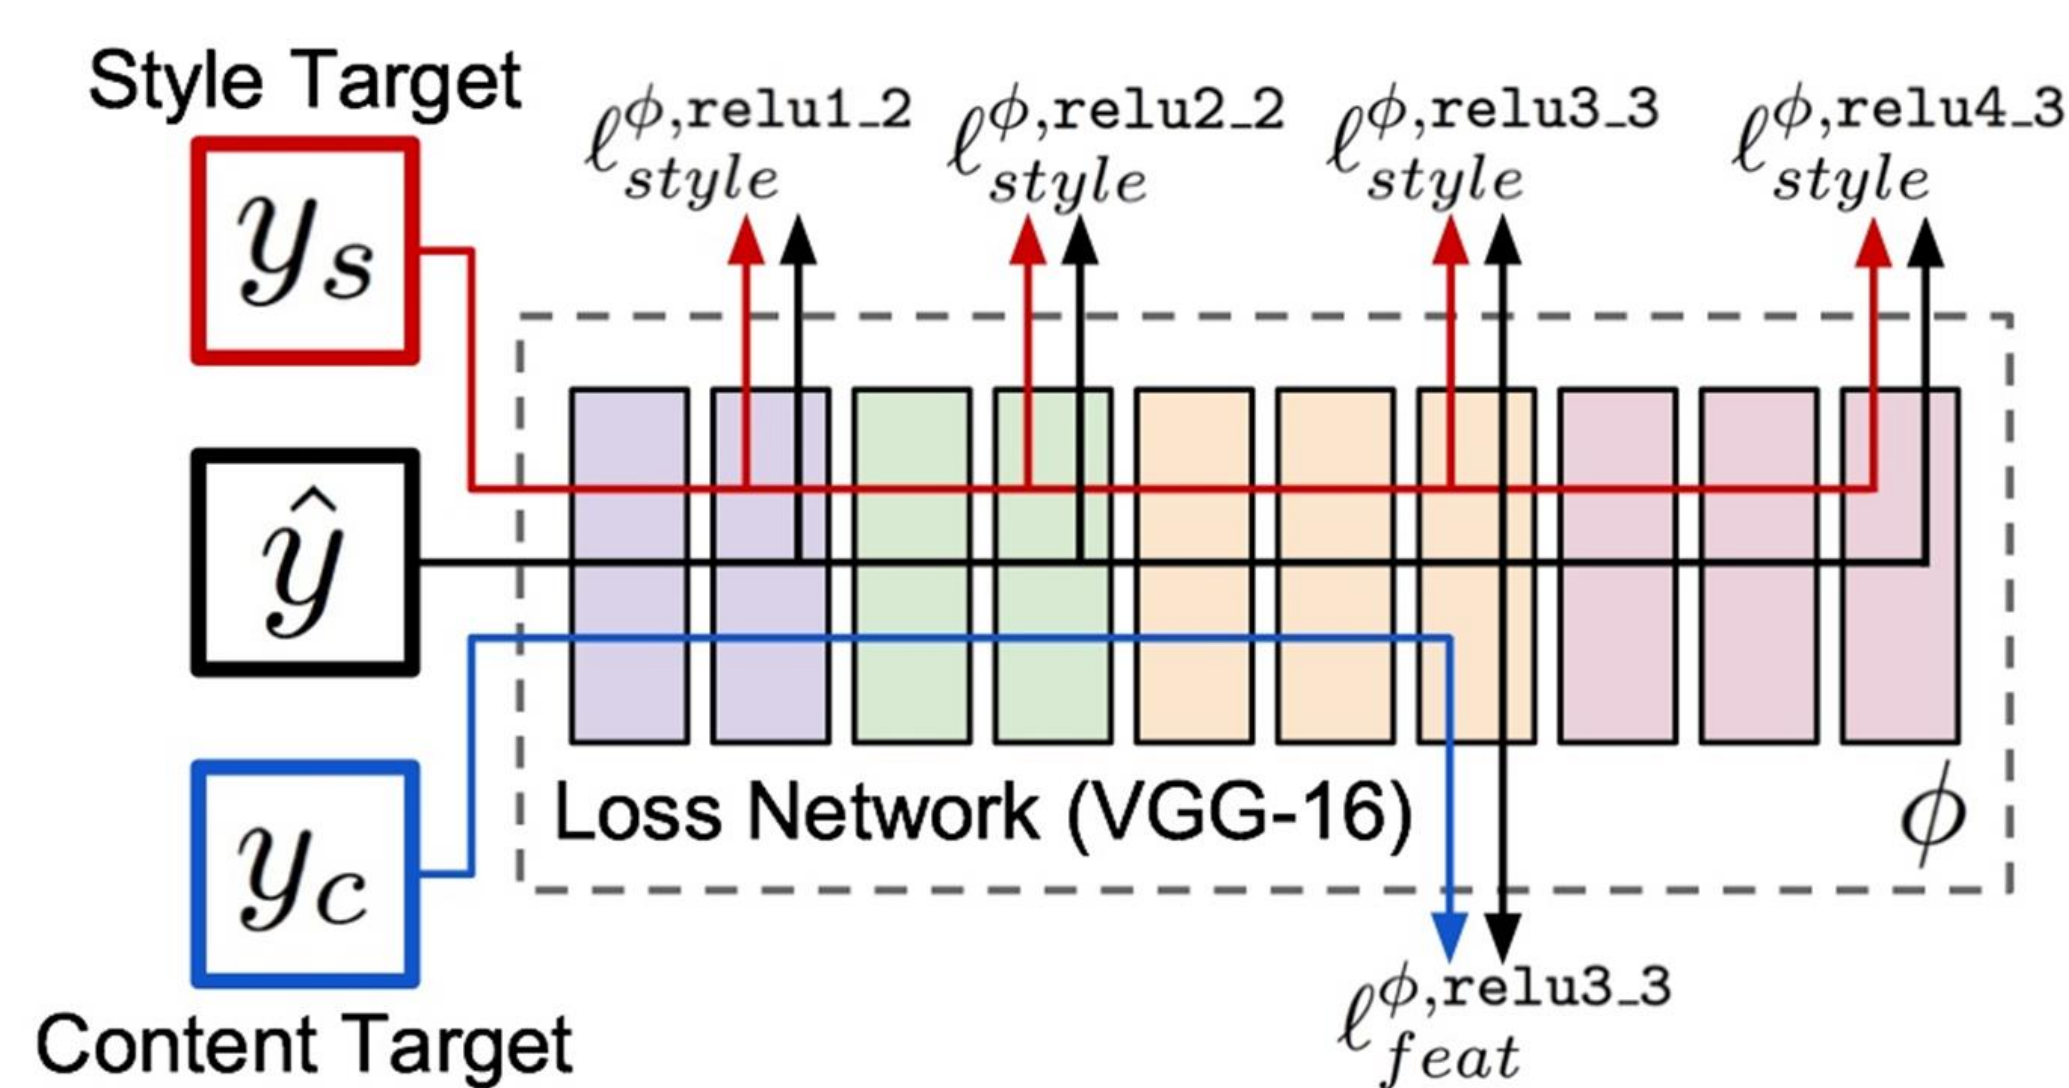 Style Target
ℓ^{ϕ,relu1_2}_{style}
ℓ^{ϕ,relu2_2}_{style}
ℓ^{ϕ,relu3_3}_{style}
ℓ^{ϕ,relu4_3}_{style}
y_s
ŷ
y_c
Loss Network (VGG-16)
ϕ
Content Target
ℓ^{ϕ,relu3_3}_{feat}